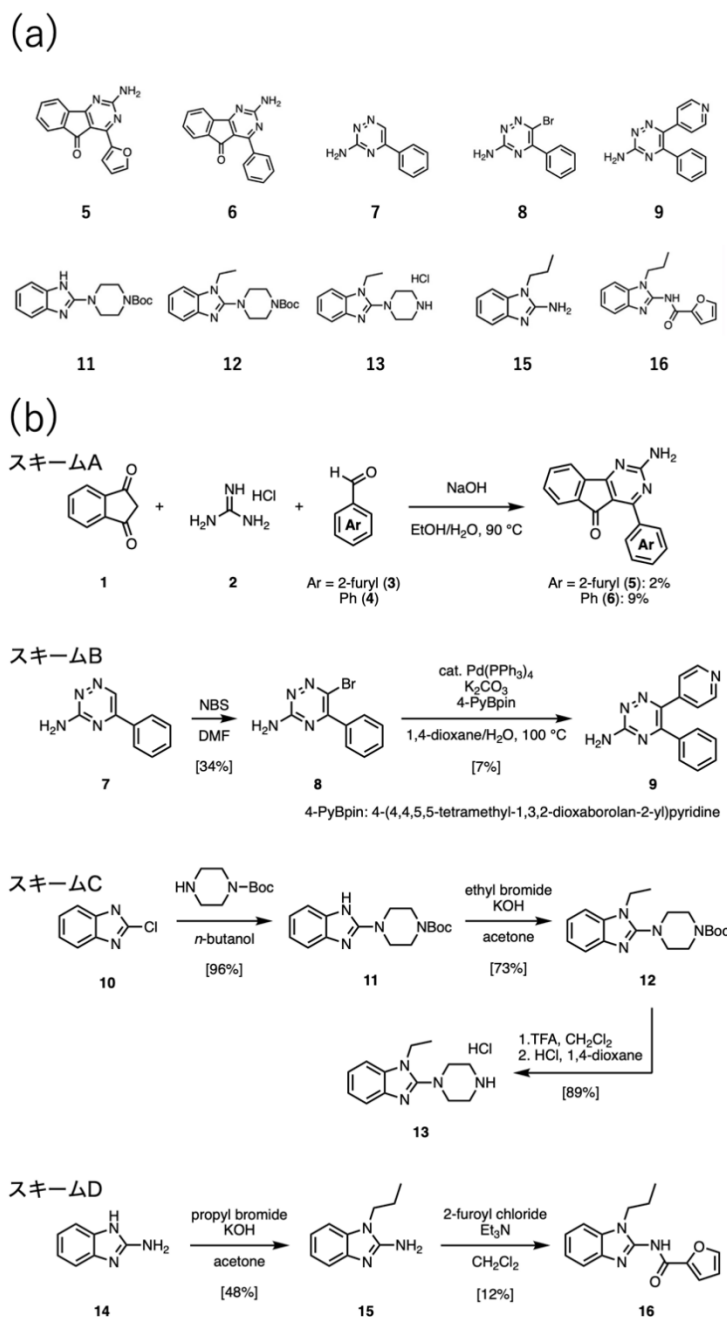 (a)
N
NH₂
N
O
O
5
N
NH₂
N
O
6
N
N
H₂N
N
7
N
Br
N
H₂N
N
8
N
N
N
H₂N
N
9
H
N
N
N
N
Boc
11
N
N
N
N
Boc
12
HCl
N
N
NH
N
13
N
NH₂
N
15
N
NH
O
N
O
16
(b)
スキームA
O
O
1
+
NH
HCl
H₂N
NH₂
2
+
H
O
Ar
Ar = 2-furyl (3)
Ph (4)
NaOH
EtOH/H₂O, 90 °C
N
NH₂
N
O
Ar
Ar = 2-furyl (5): 2%
Ph (6): 9%
スキームB
N
N
H₂N
N
7
NBS
DMF
[34%]
N
Br
N
H₂N
N
8
cat. Pd(PPh₃)₄
K₂CO₃
4-PyBpin
1,4-dioxane/H₂O, 100 °C
[7%]
N
N
N
H₂N
N
9
4-PyBpin: 4-(4,4,5,5-tetramethyl-1,3,2-dioxaborolan-2-yl)pyridine
スキームC
N
Cl
N
10
HN
N
Boc
n-butanol
[96%]
H
N
N
NBoc
N
11
ethyl bromide
KOH
acetone
[73%]
N
N
N
N
Boc
12
1.TFA, CH₂Cl₂
2. HCl, 1,4-dioxane
[89%]
HCl
N
N
NH
N
13
スキームD
H
N
NH₂
N
14
propyl bromide
KOH
acetone
[48%]
N
NH₂
N
15
2-furoyl chloride
Et₃N
CH₂Cl₂
[12%]
N
NH
O
N
O
16